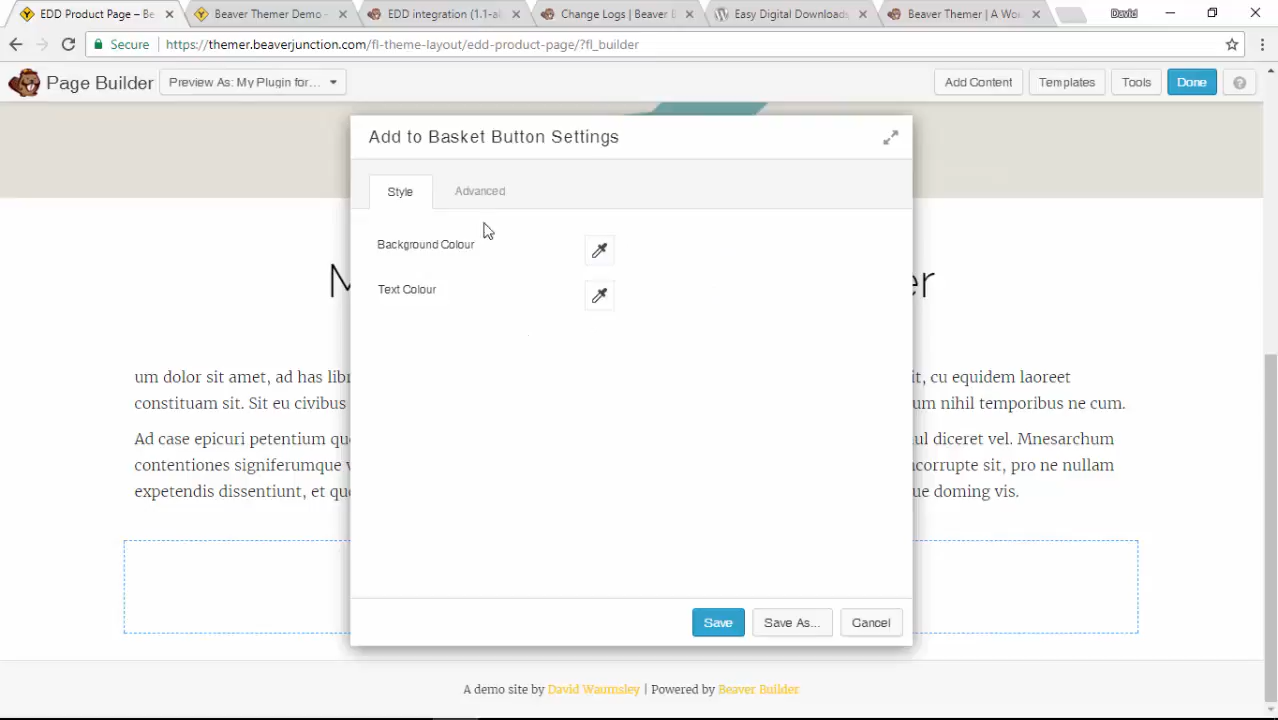 EDD Product Page – Be
Beaver Themer Demo -
EDD integration (1.1-al
Change Logs | Beaver B
Easy Digital Downloads
Beaver Themer | A Wo
David
Secure
https://themer.beaverjunction.com/fl-theme-layout/edd-product-page/?fl_builder
Page Builder
Preview As: My Plugin for...
Add Content
Templates
Tools
Done
?
Add to Basket Button Settings
Style
Advanced
Background Colour
Text Colour
M
er
um dolor sit amet, ad has libr
it, cu equidem laoreet
constituam sit. Sit eu civibus
um nihil temporibus ne cum.
Ad case epicuri petentium qu
ul diceret vel. Mnesarchum
contentiones signiferumque v
ncorrupte sit, pro ne nullam
expetendis dissentiunt, et qu
ue doming vis.
Save
Save As...
Cancel
A demo site by David Waumsley | Powered by Beaver Builder